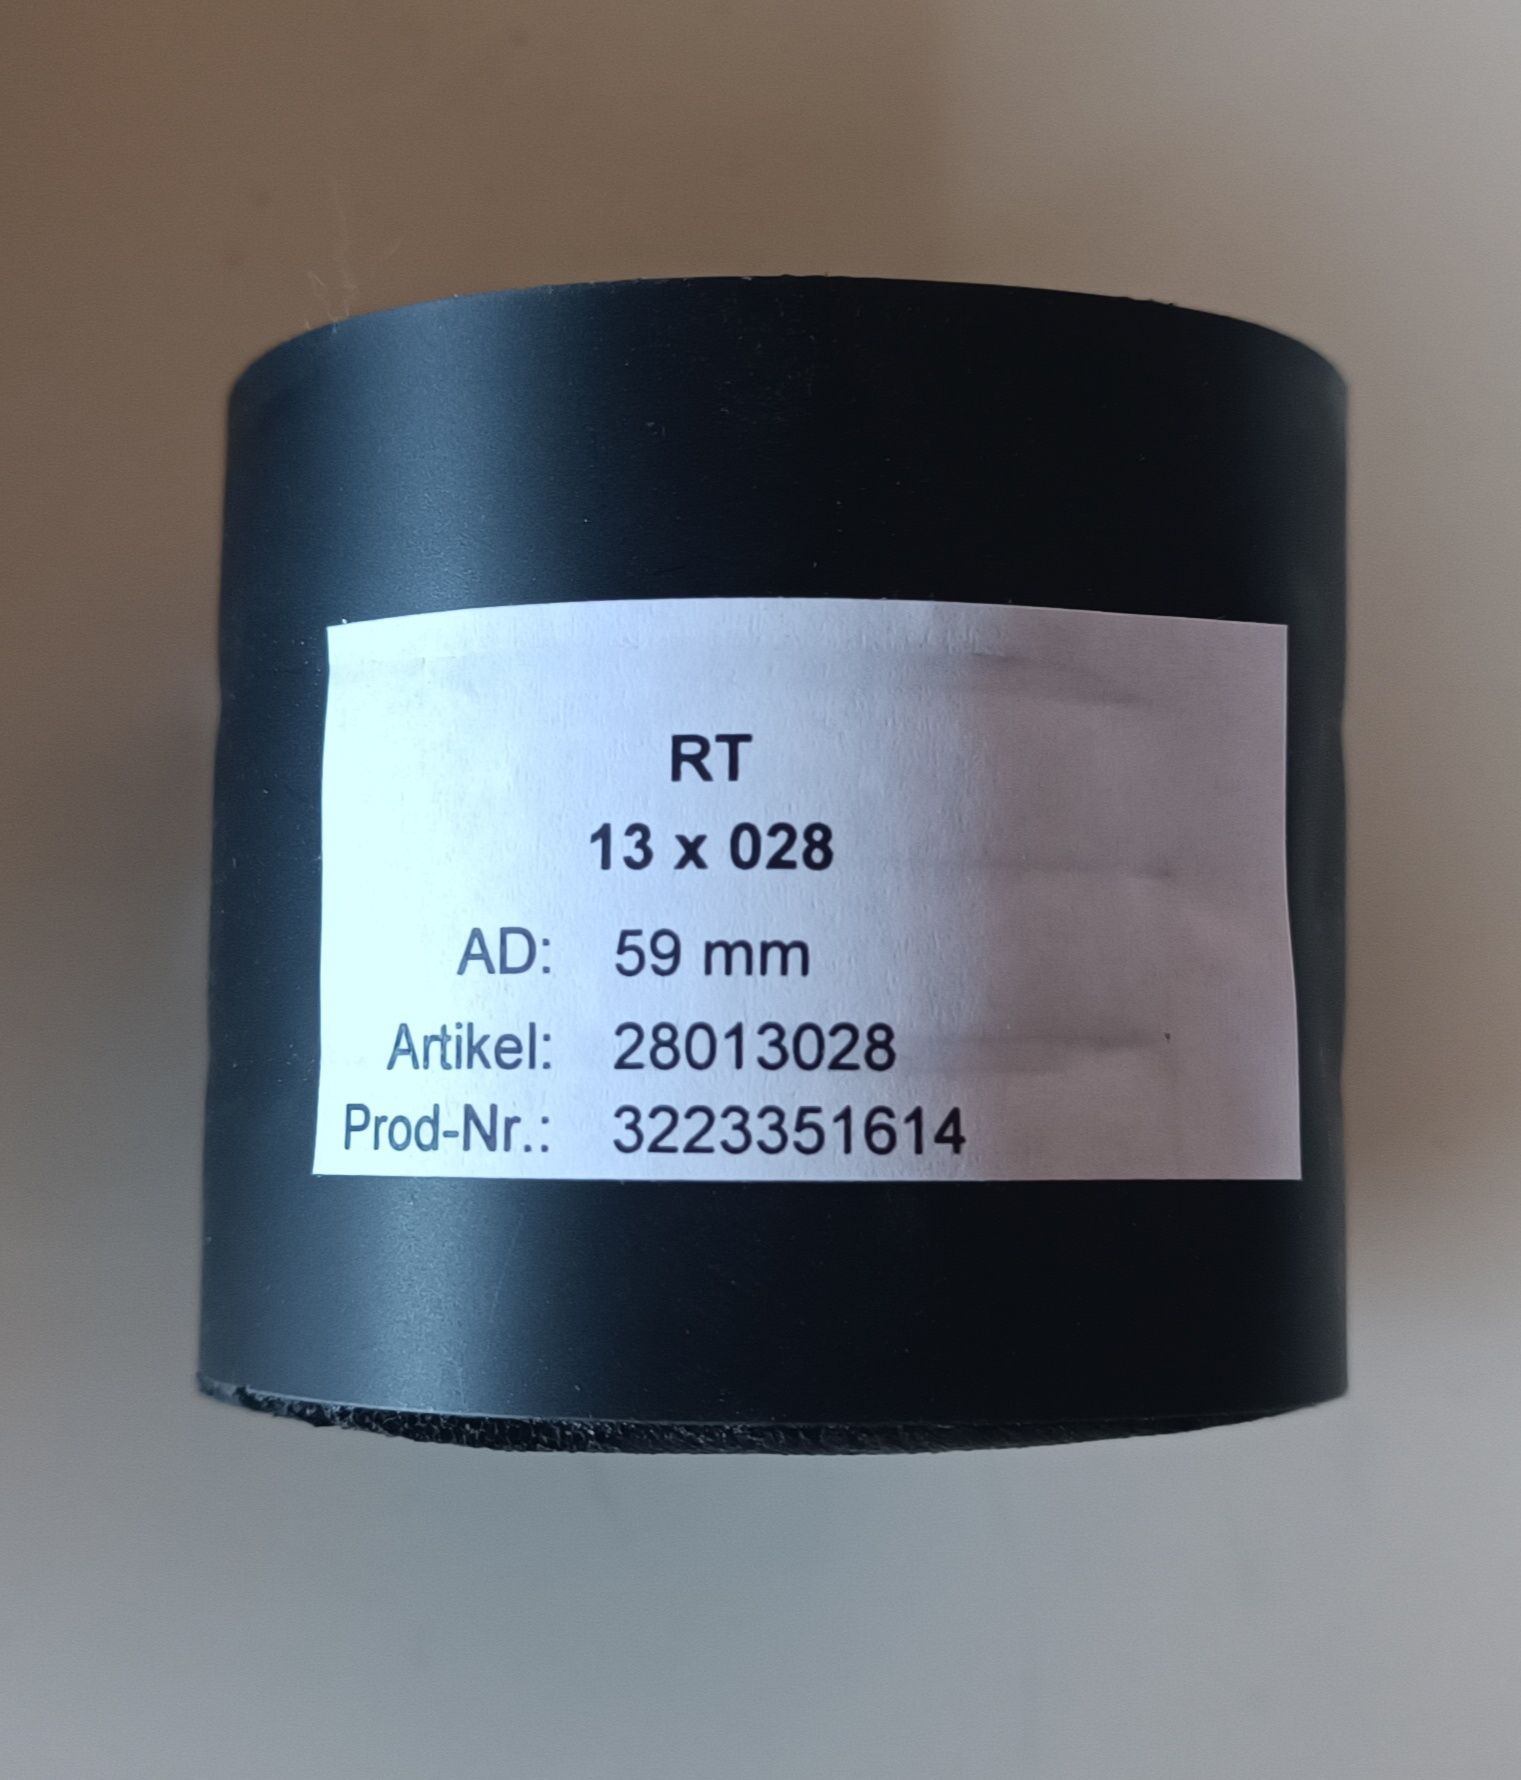 RT
13 x 028
AD: 59 mm
Artikel: 28013028
Prod-Nr.: 3223351614